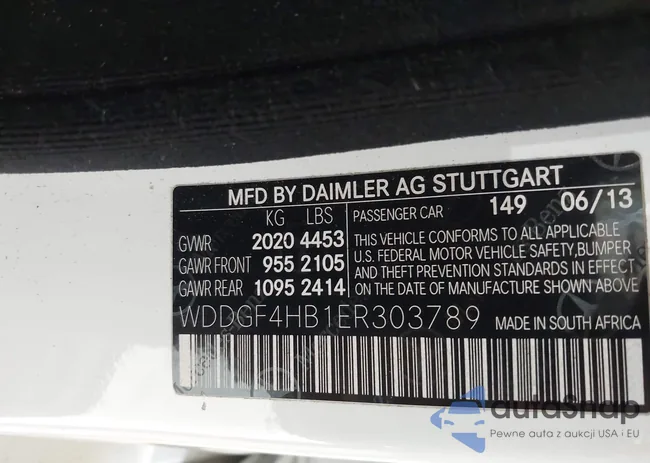 MFD BY DAIMLER AG STUTTGART
KG LBS PASSENGER CAR 149 06/13
GVWR 2020 4453
GAWR FRONT 955 2105
GAWR REAR 1095 2414
THIS VEHICLE CONFORMS TO ALL APPLICABLE
U.S. FEDERAL MOTOR VEHICLE SAFETY,BUMPER
AND THEFT PREVENTION STANDARDS IN EFFECT
ON THE DATE OF MANUFACTURE SHOWN ABOVE
WDDGF4HB1ER303789 MADE IN SOUTH AFRICA
autaSnap
Pewne auta z aukcji USA i EU